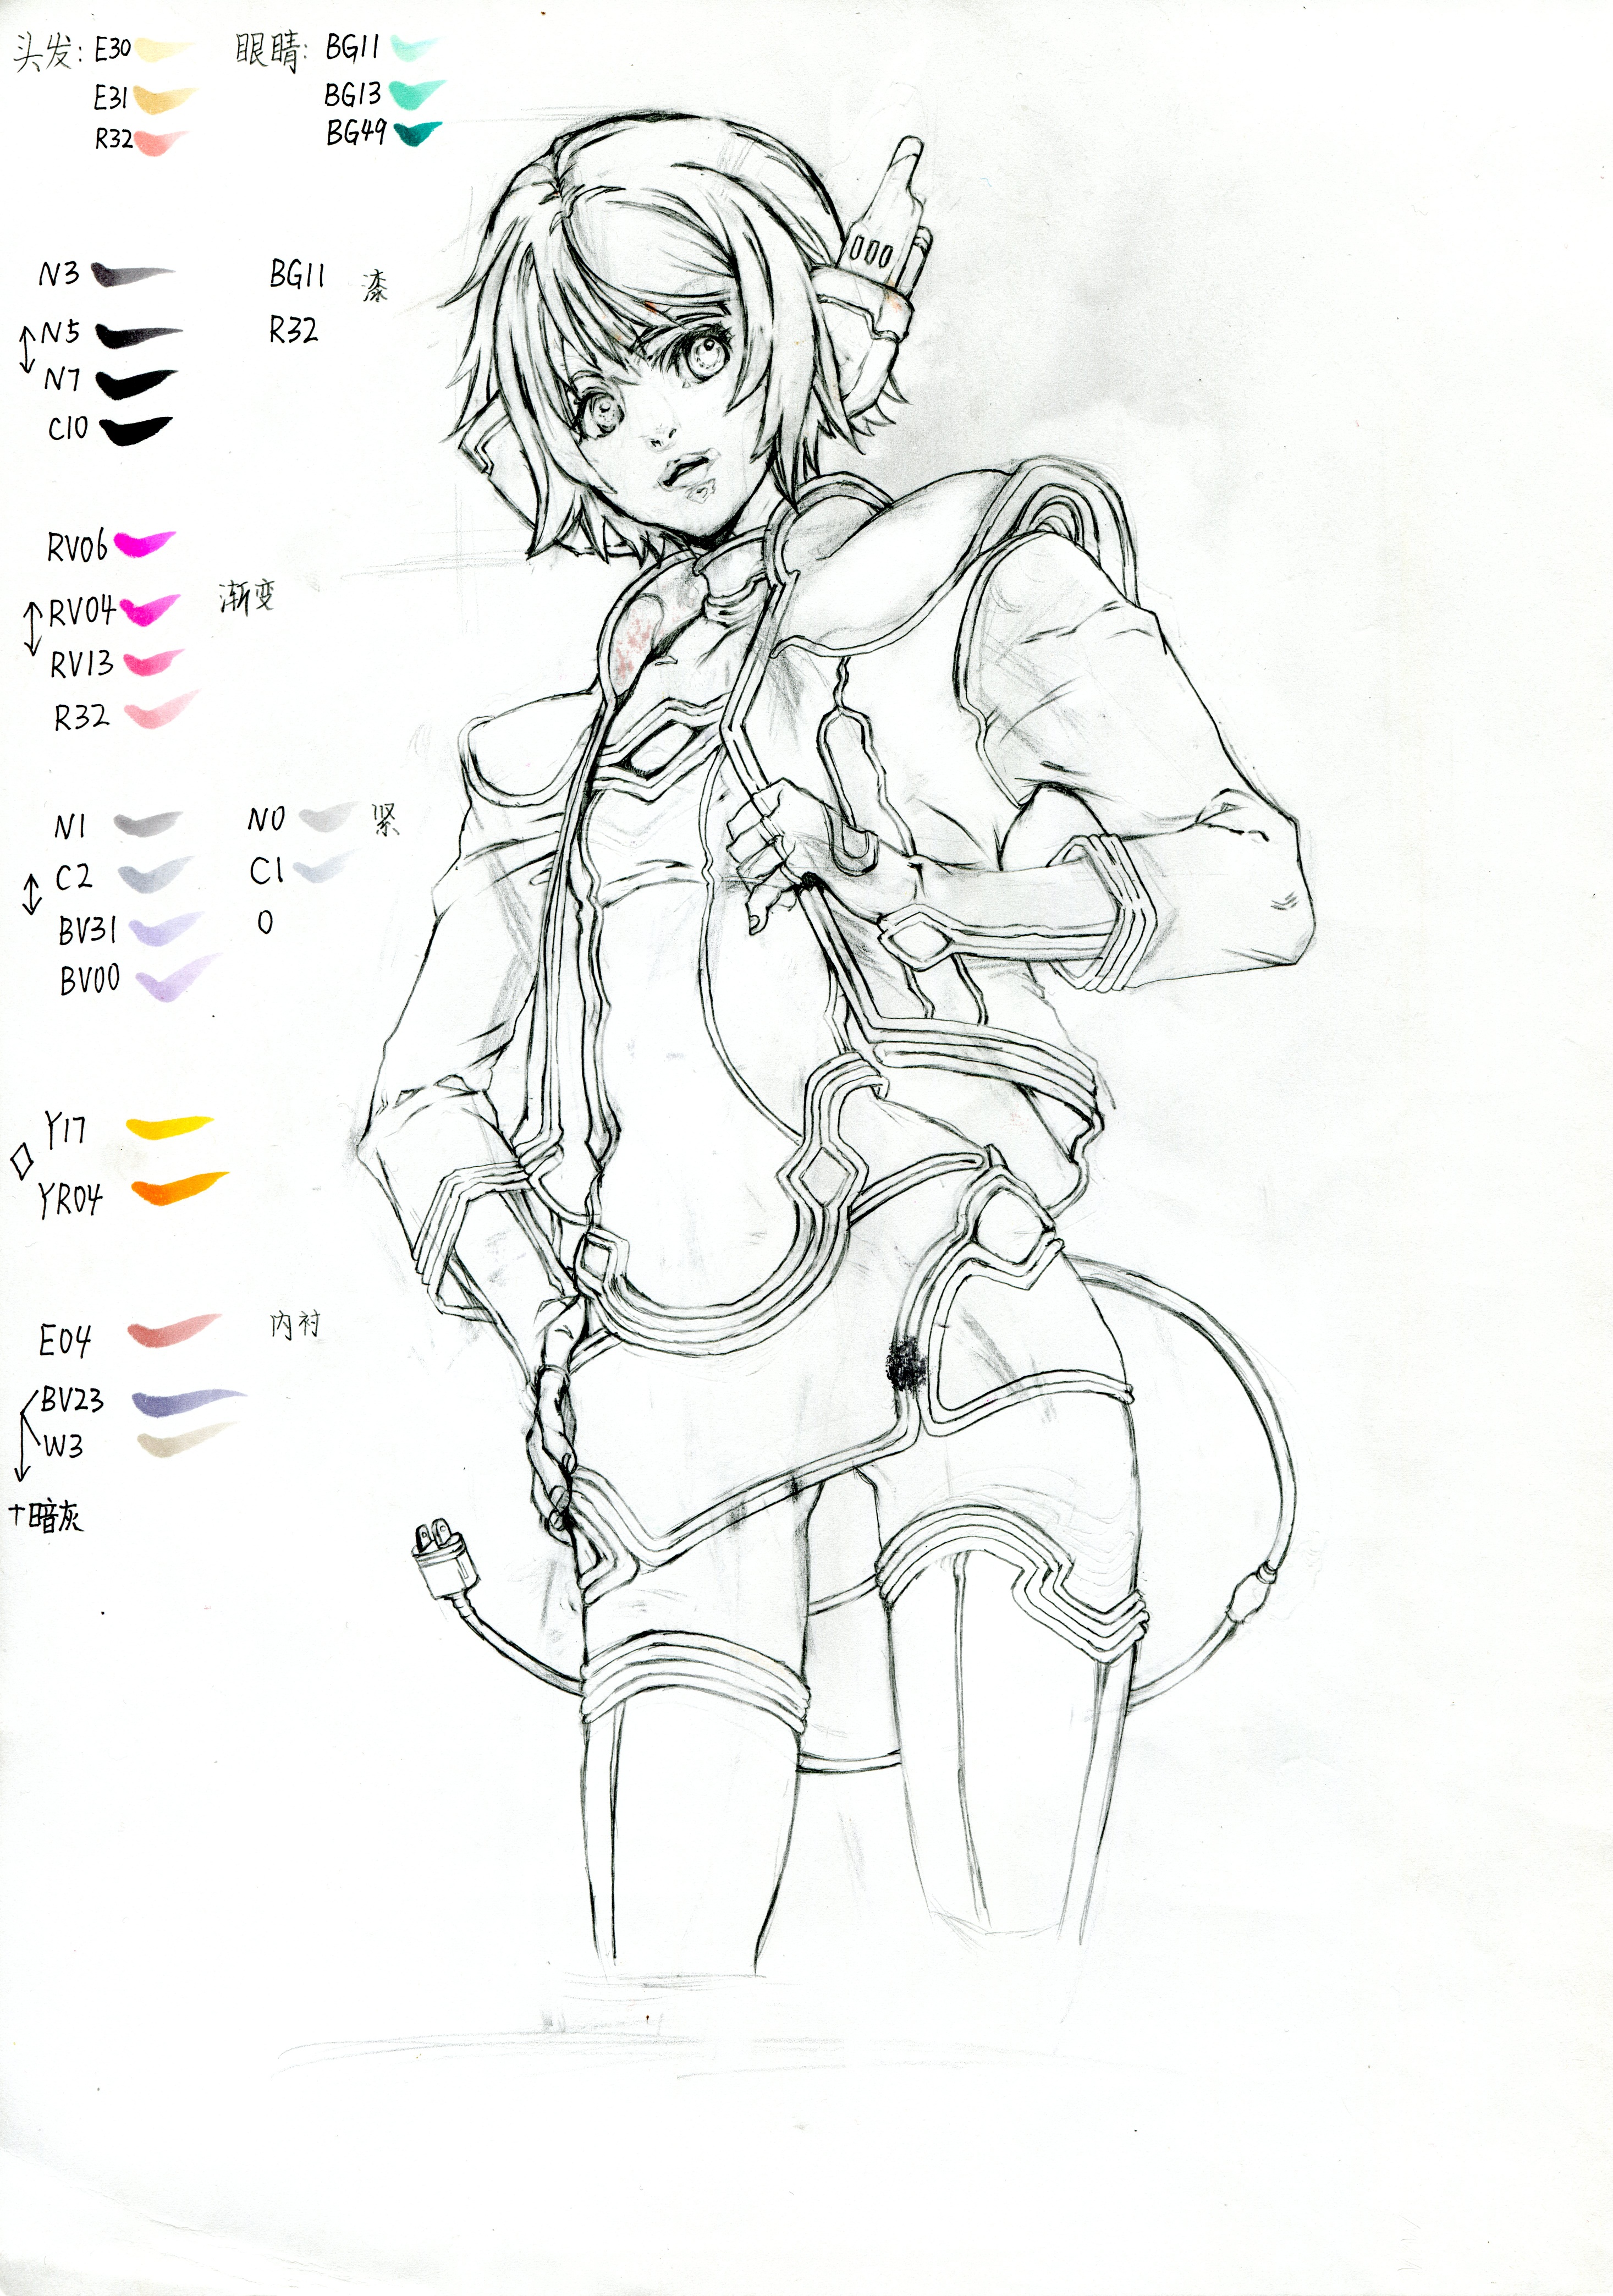 头发: E30
E31
R32
眼睛: BG11
BG13
BG49
N3
N5
N7
C10
BG11 漆
R32
RV06
RV04 渐变
RV13
R32
N1
C2
BV31
BV00
N0 紧
C1
0
Y17
YR04
E04 内衬
BV23
W3
+暗灰